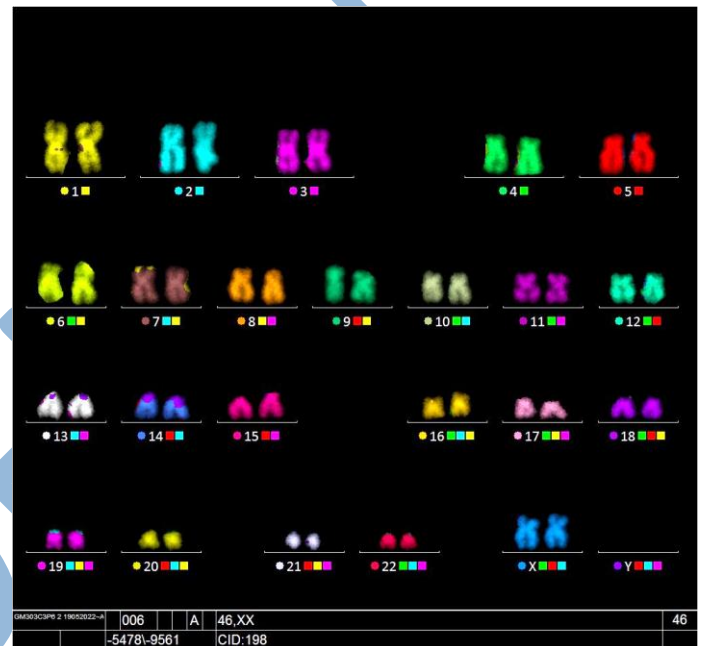 1 2 3 4 5
6 7 8 9 10 11 12
13 14 15 16 17 18
19 20 21 22 X Y
GM303C3P6 2 19052022~A 006 A 46,XX 46
-5478\-9561 CID:198